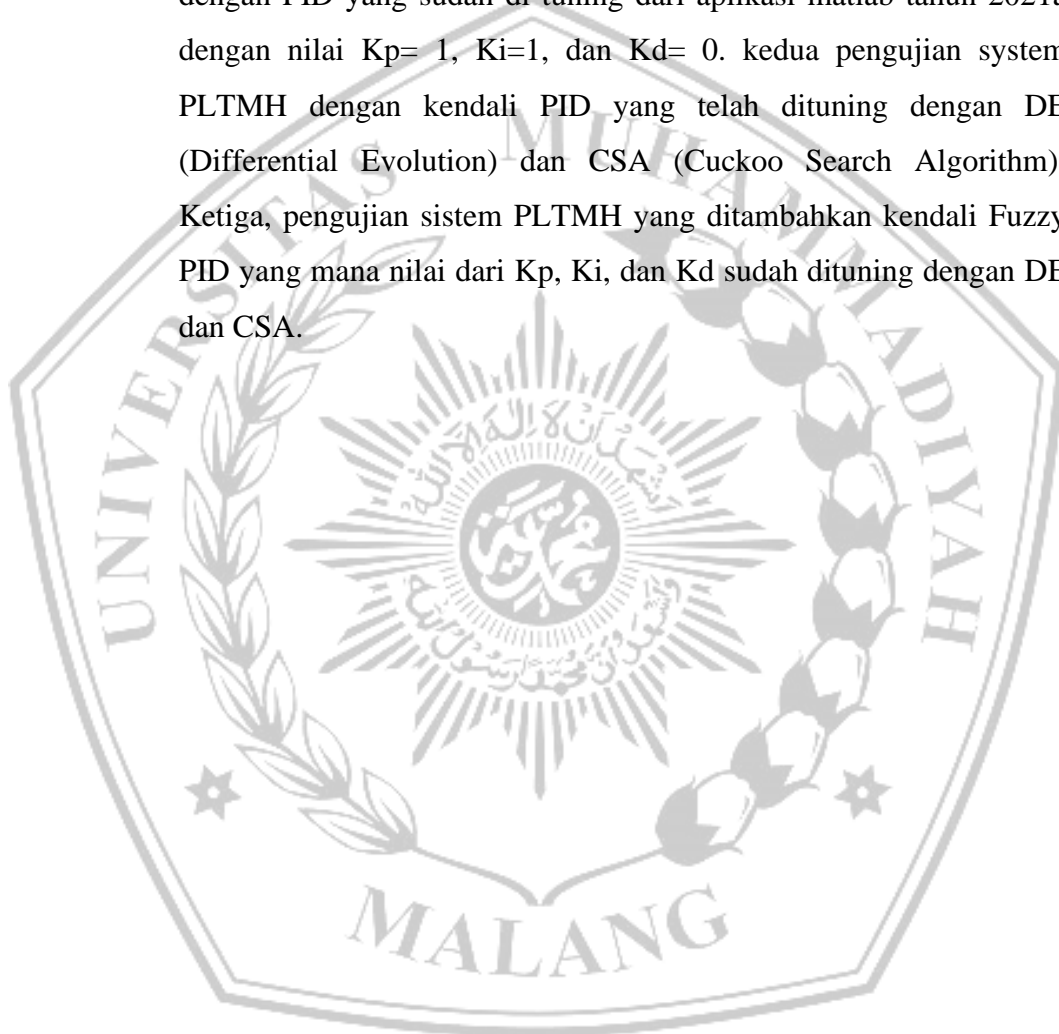 dengan PID yang sudah di tuning dari aplikasi matlab tahun 2021a
dengan nilai Kp= 1, Ki=1, dan Kd= 0. kedua pengujian system
PLTMH dengan kendali PID yang telah dituning dengan DE
(Differential Evolution) dan CSA (Cuckoo Search Algorithm)
Ketiga, pengujian sistem PLTMH yang ditambahkan kendali Fuzzy
PID yang mana nilai dari Kp, Ki, dan Kd sudah dituning dengan DE
dan CSA.
UNIVERSITAS MUHAMMADIYAH
MALANG